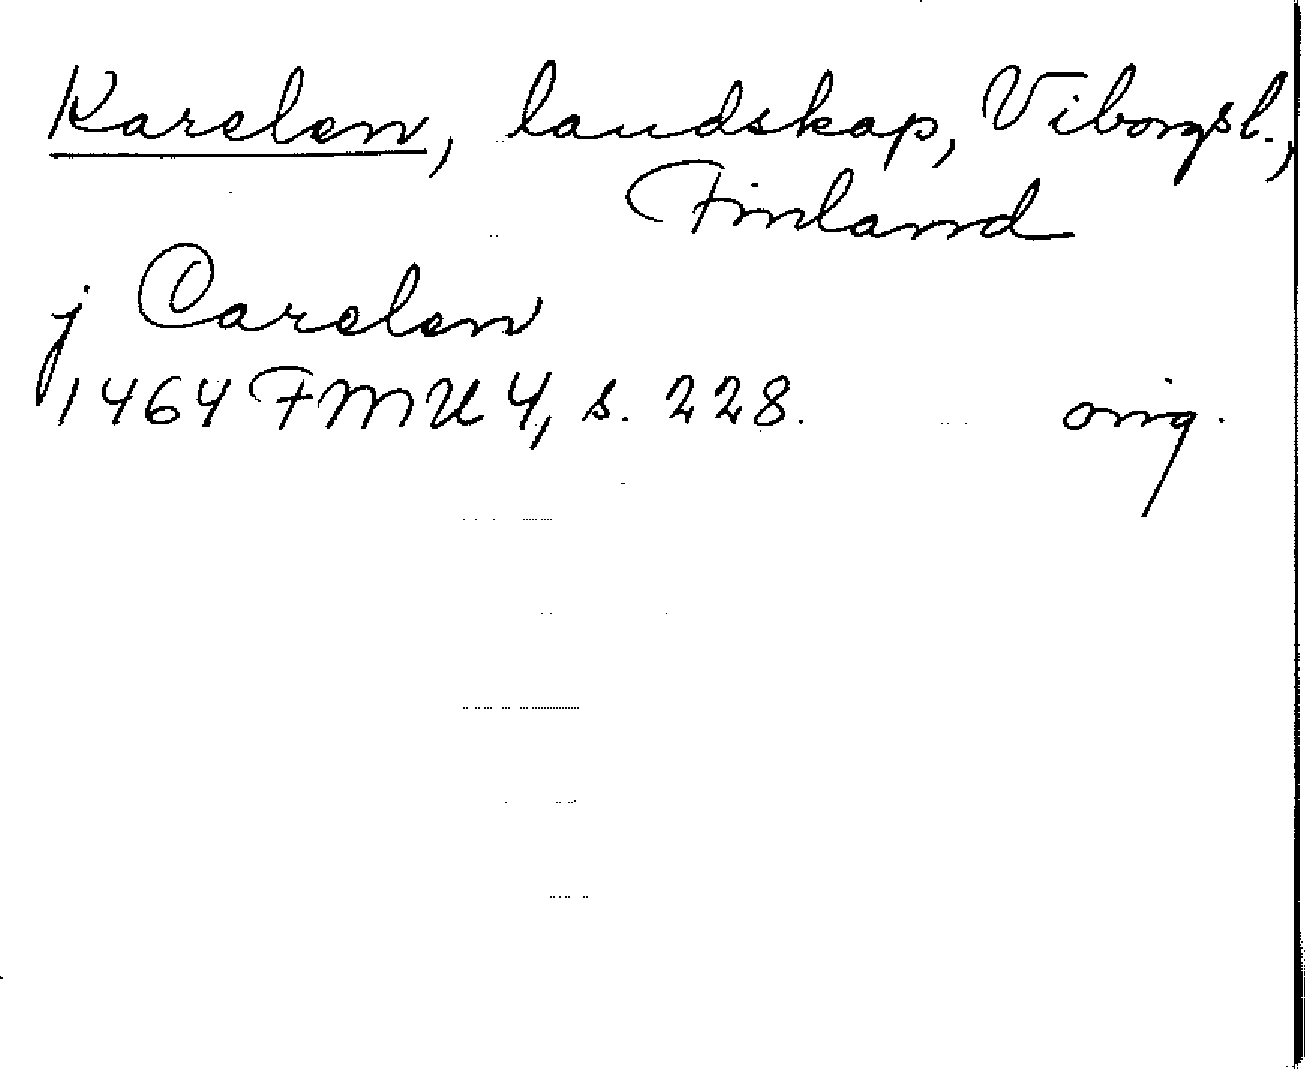 Karelen, landskap, Viborgsl.,
Finland
j Carelen
1464 FMU 4, s. 228. orig.